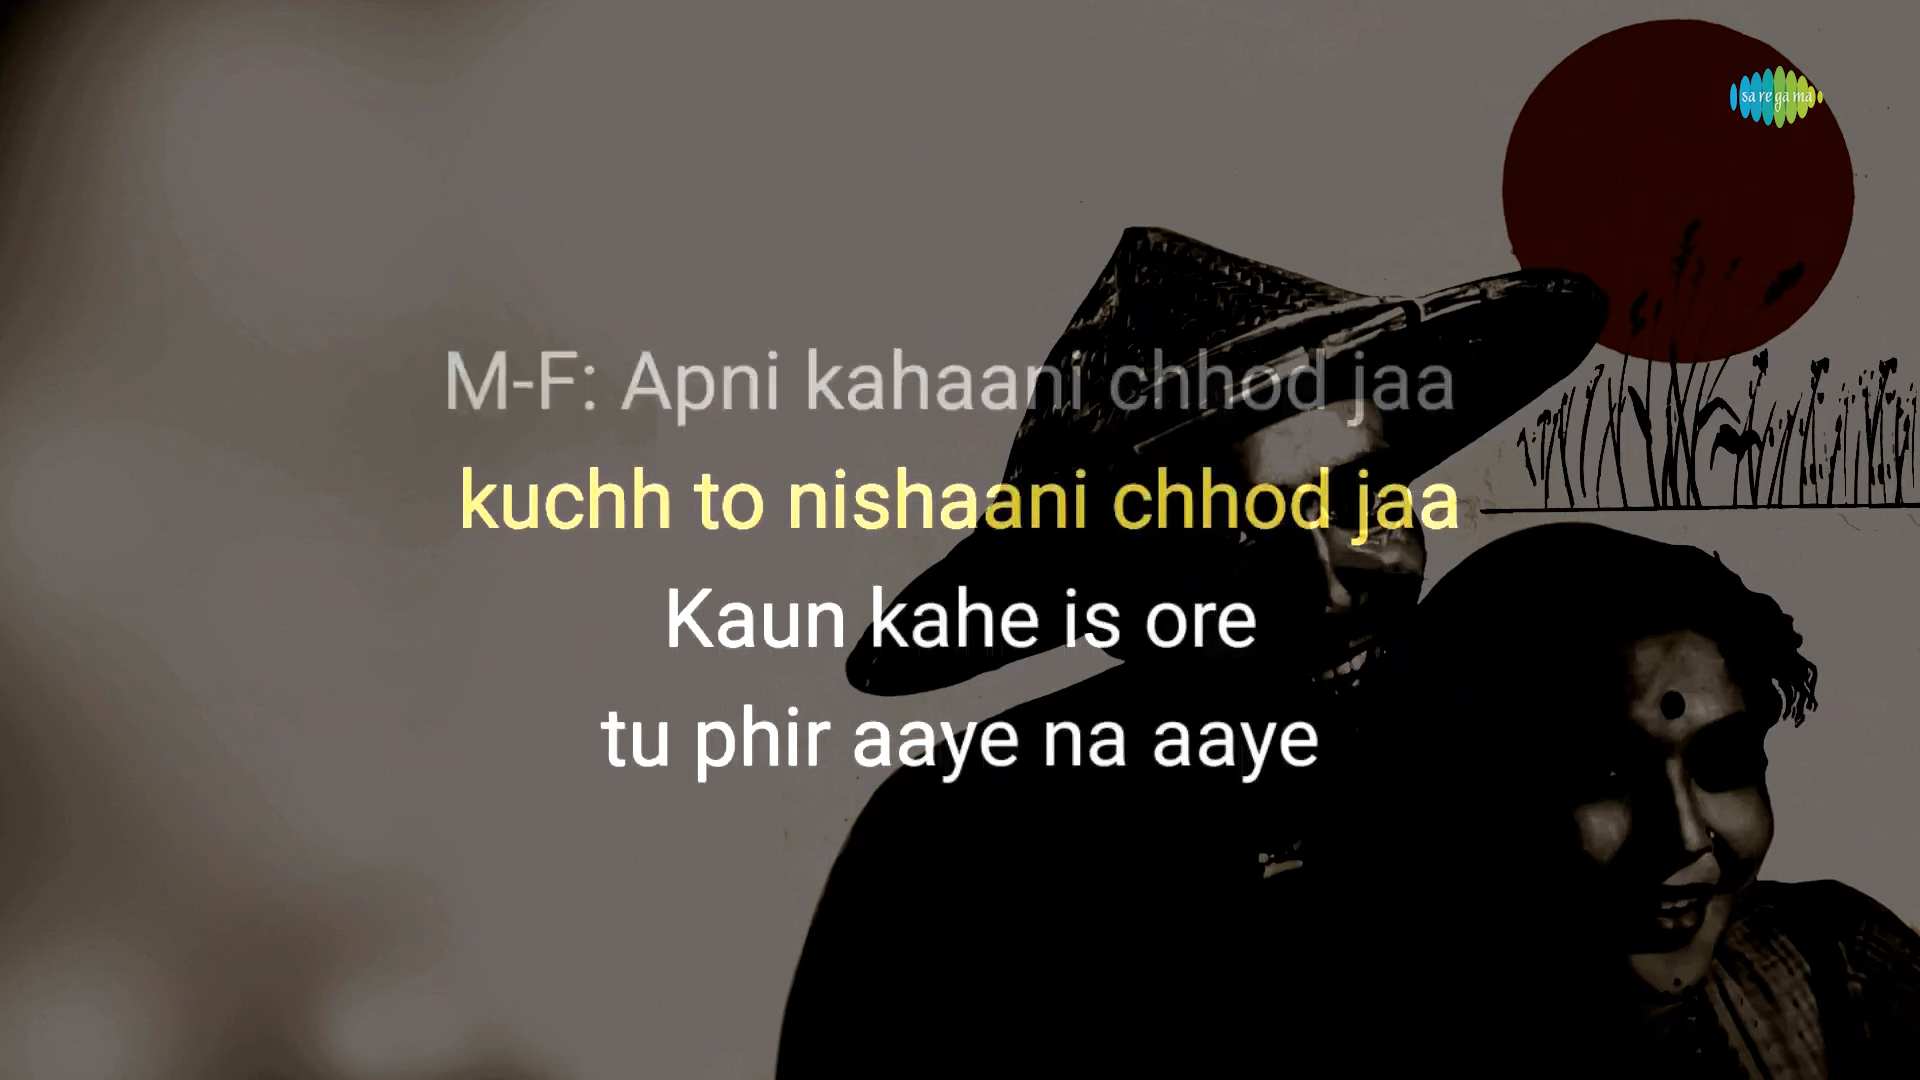 saregama
M-F: Apni kahaani chhod jaa
kuchh to nishaani chhod jaa
Kaun kahe is ore
tu phir aaye na aaye